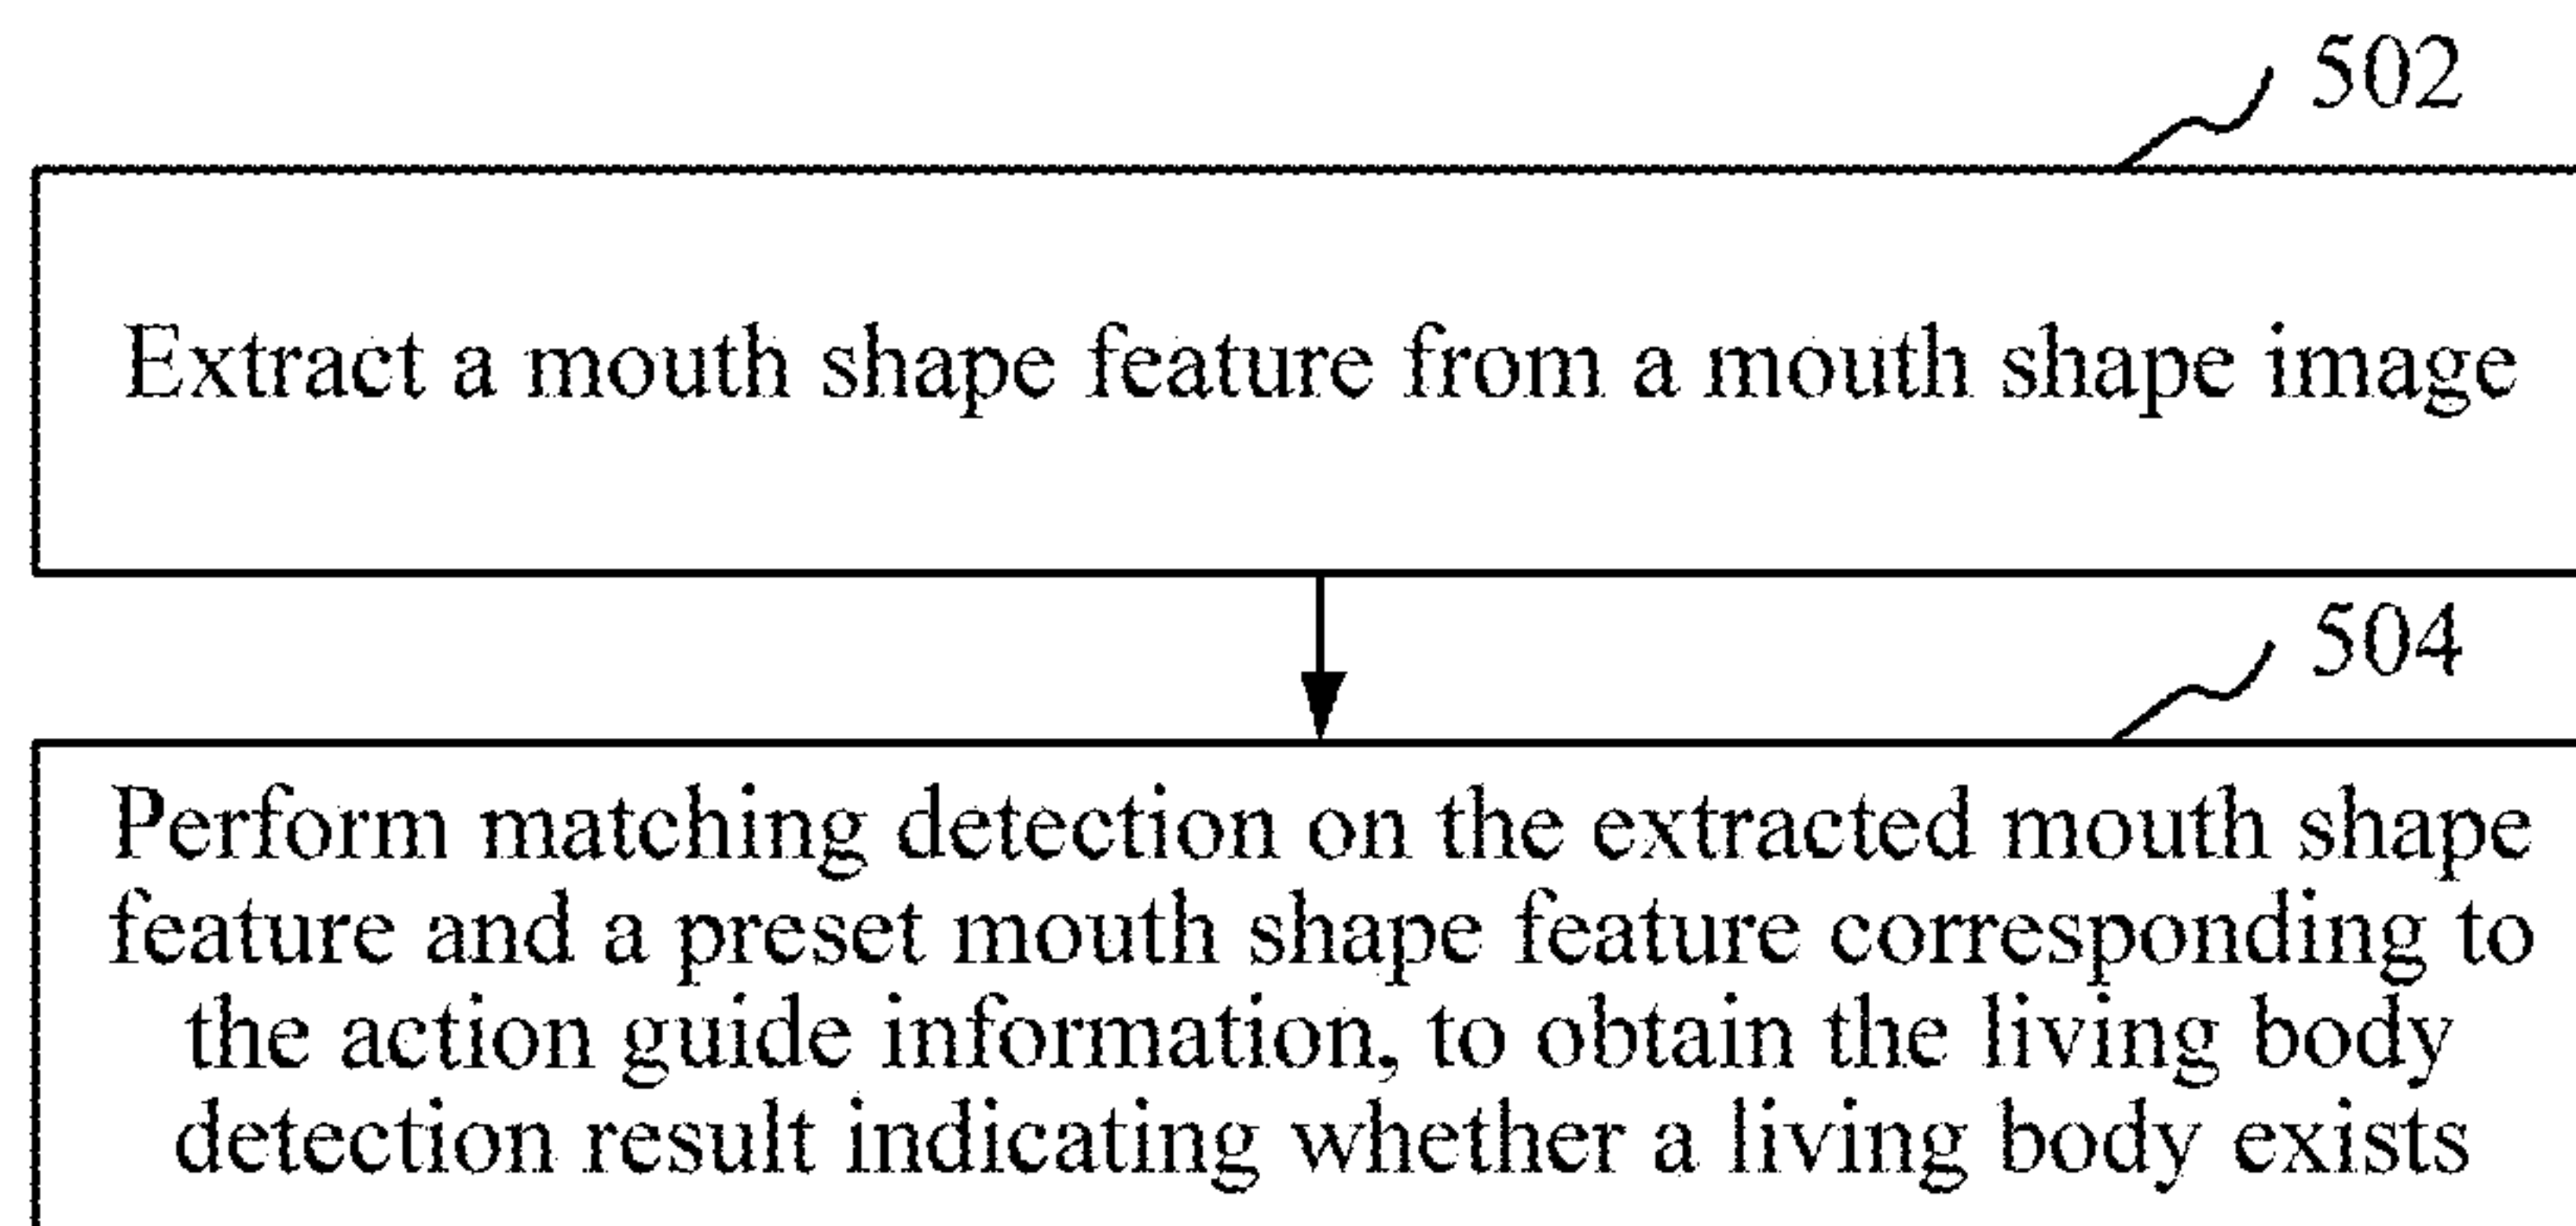 502
Extract a mouth shape feature from a mouth shape image
504
Perform matching detection on the extracted mouth shape
feature and a preset mouth shape feature corresponding to
the action guide information, to obtain the living body
detection result indicating whether a living body exists